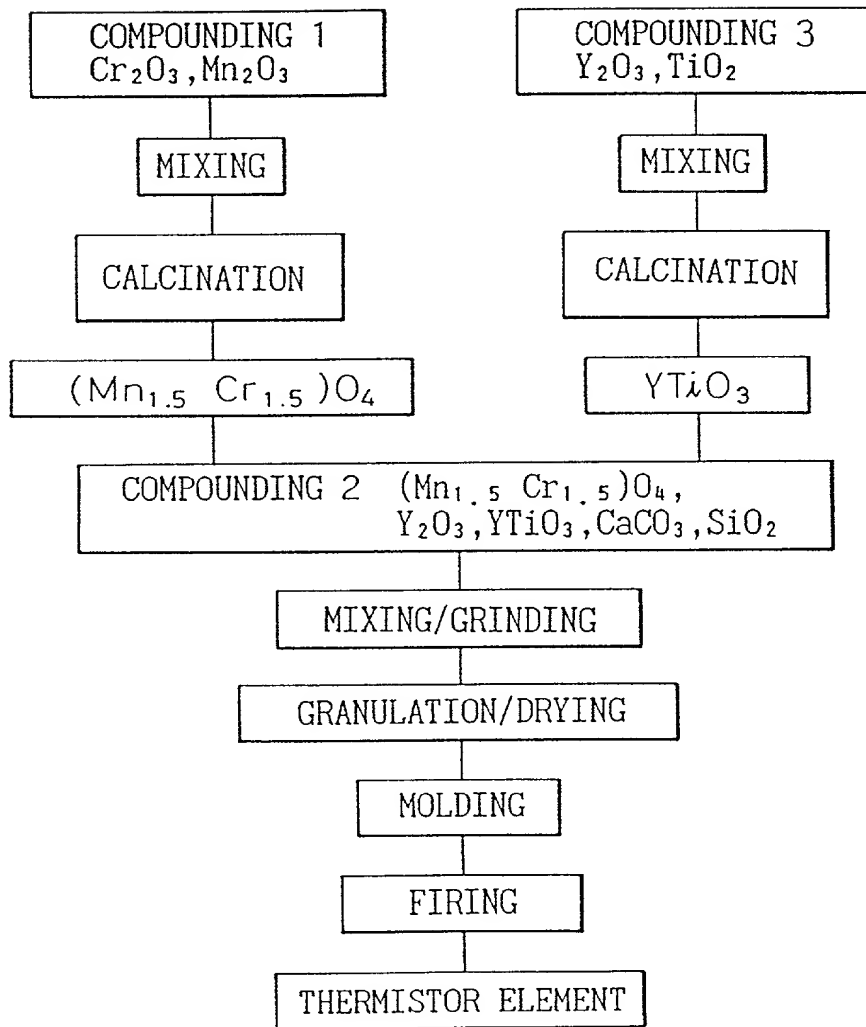 COMPOUNDING 1
Cr₂O₃,Mn₂O₃
MIXING
CALCINATION
(Mn₁.₅ Cr₁.₅)O₄
COMPOUNDING 3
Y₂O₃,TiO₂
MIXING
CALCINATION
YTiO₃
COMPOUNDING 2 (Mn₁.₅ Cr₁.₅)O₄,
Y₂O₃,YTiO₃,CaCO₃,SiO₂
MIXING/GRINDING
GRANULATION/DRYING
MOLDING
FIRING
THERMISTOR ELEMENT